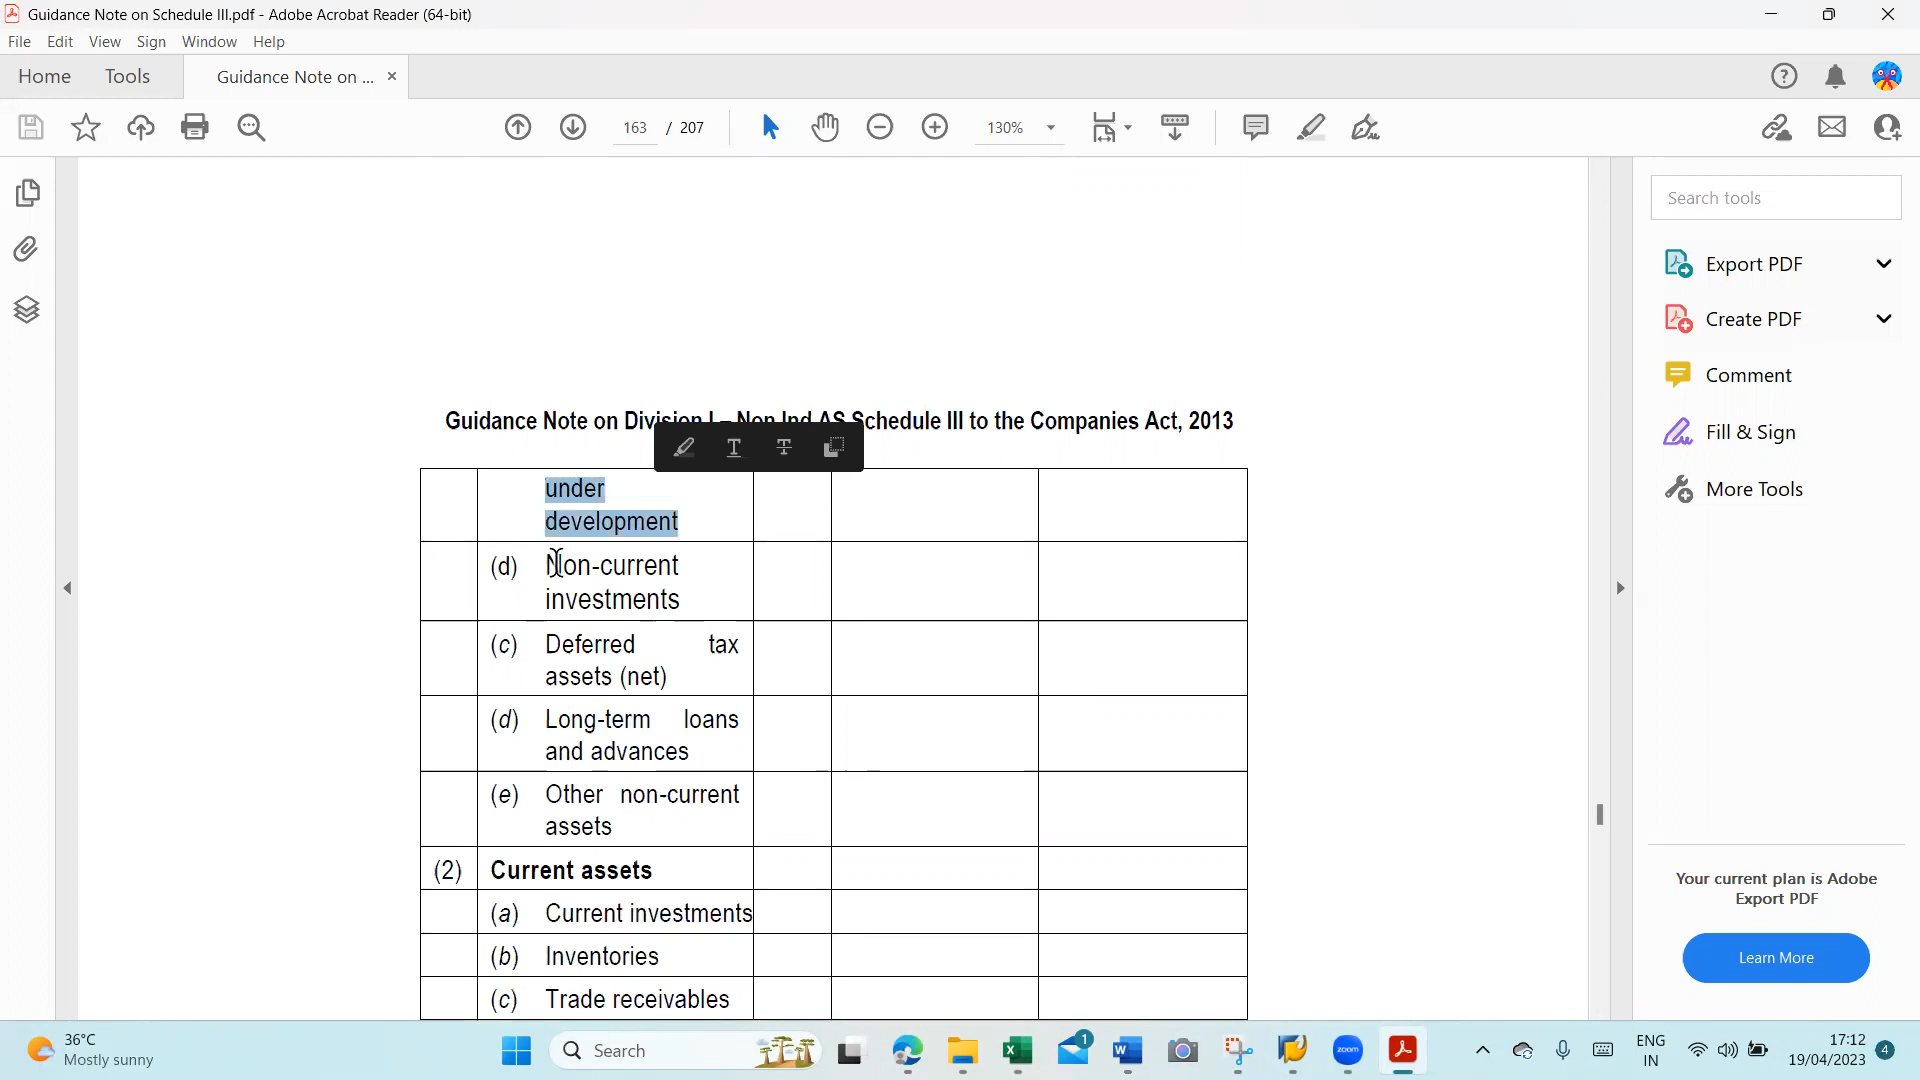 Guidance Note on Schedule III.pdf - Adobe Acrobat Reader (64-bit)
File Edit View Sign Window Help
Home Tools Guidance Note on ... ×
163 / 207 130%
Search tools
Export PDF
Create PDF
Comment
Fill & Sign
More Tools
Your current plan is Adobe
Export PDF
Learn More
Guidance Note on Division I – Non Ind AS Schedule III to the Companies Act, 2013
under
development
(d) Non-current
investments
(c) Deferred tax
assets (net)
(d) Long-term loans
and advances
(e) Other non-current
assets
(2) Current assets
(a) Current investments
(b) Inventories
(c) Trade receivables
36°C
Mostly sunny
Search
1
zoom
ENG
IN
17:12
19/04/2023
4